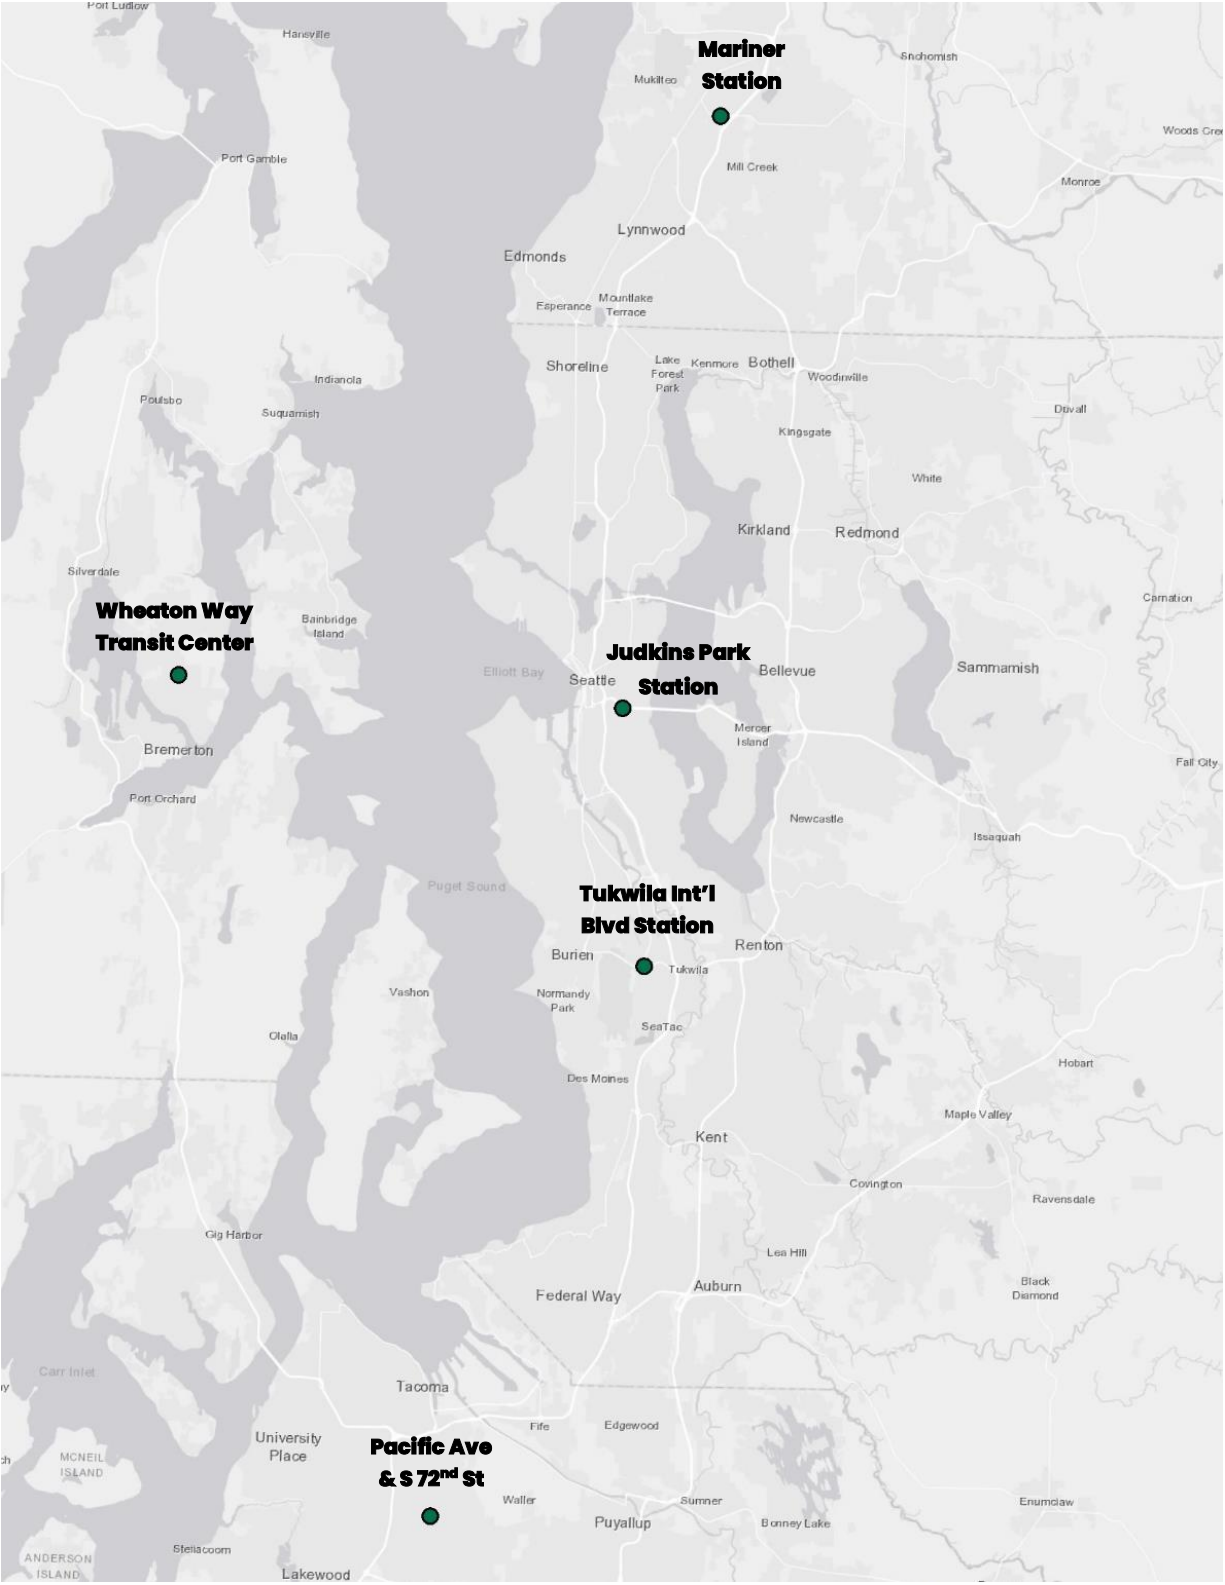 Port Ludlow
Hansville
Mariner
Station
Snohomish
Mukilteo
Woods Cree
Port Gamble
Mill Creek
Monroe
Lynnwood
Edmonds
Esperance
Mountlake
Terrace
Shoreline
Lake
Forest
Park
Kenmore
Bothell
Woodinville
Indianola
Poulsbo
Suquamish
Duvall
Kingsgate
White
Kirkland
Redmond
Silverdale
Carnation
Wheaton Way
Transit Center
Bainbridge
Island
Judkins Park
Station
Elliott Bay
Seattle
Bellevue
Sammamish
Mercer
Island
Bremerton
Fall City
Port Orchard
Newcastle
Issaquah
Puget Sound
Tukwila Int’l
Blvd Station
Burien
Renton
Tukwila
Vashon
Normandy
Park
SeaTac
Olalla
Hobart
Des Moines
Maple Valley
Kent
Covington
Ravensdale
Gig Harbor
Lea Hill
Federal Way
Auburn
Black
Diamond
Carr Inlet
ay
Tacoma
Fife
Edgewood
University
Place
Pacific Ave
& S 72nd St
ch
MCNEIL
ISLAND
Waller
Sumner
Enumclaw
Puyallup
Bonney Lake
Steilacoom
ANDERSON
ISLAND
Lakewood